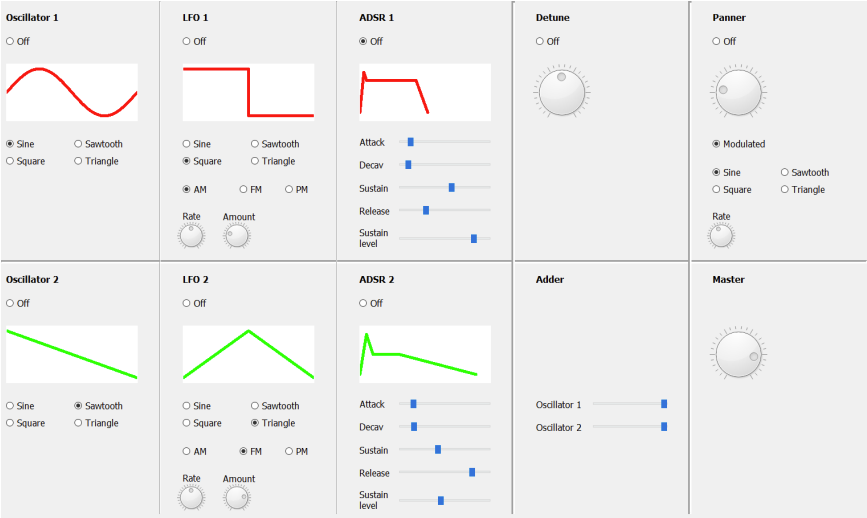 Oscillator 1
Off
Sine
Sawtooth
Square
Triangle
LFO 1
Off
Sine
Sawtooth
Square
Triangle
AM
FM
PM
Rate
Amount
ADSR 1
Off
Attack
Decav
Sustain
Release
Sustain
level
Detune
Off
Panner
Off
Modulated
Sine
Sawtooth
Square
Triangle
Rate
Oscillator 2
Off
Sine
Sawtooth
Square
Triangle
LFO 2
Off
Sine
Sawtooth
Square
Triangle
AM
FM
PM
Rate
Amount
ADSR 2
Off
Attack
Decav
Sustain
Release
Sustain
level
Adder
Oscillator 1
Oscillator 2
Master